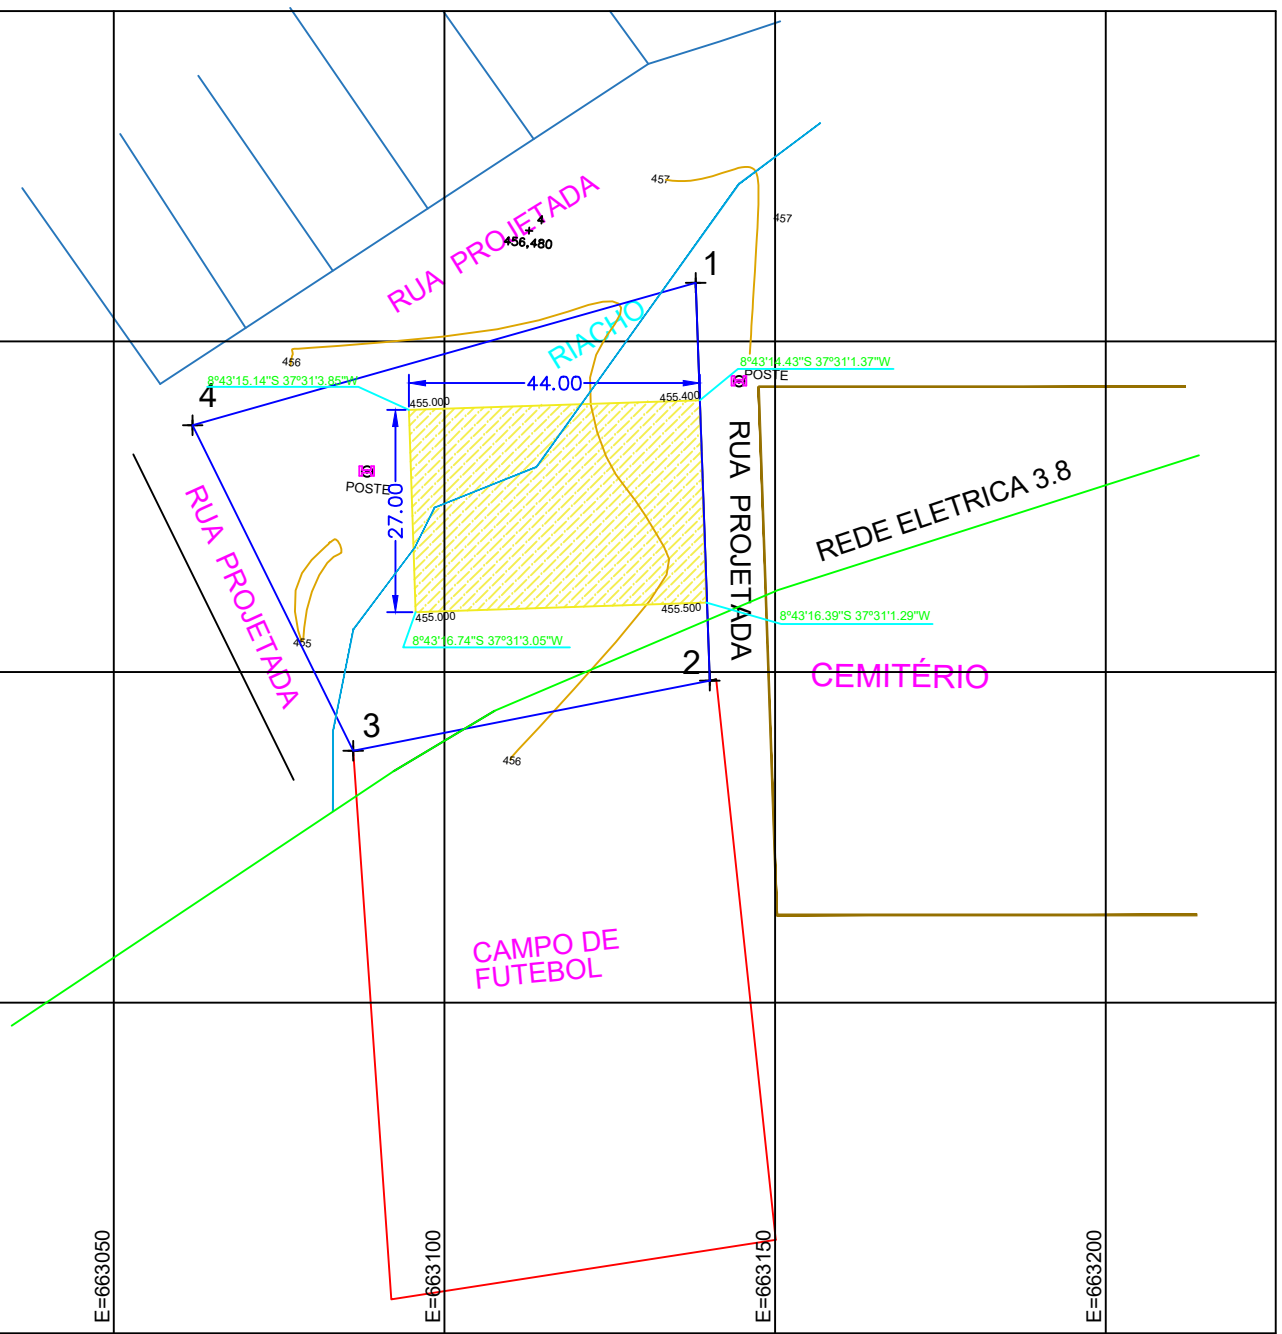 457
RUA PROJETADA
4
456,480
457
1
RIACHO
456
8°43'14.43"S 37°31'1.37"W
POSTE
8°43'15.14"S 37°31'3.85"W
44.00
4
455.000
455.400
POSTE
27.00
RUA PROJETADA
RUA PROJETADA
REDE ELETRICA 3.8
455
455.000
455.500
8°43'16.39"S 37°31'1.29"W
8°43'16.74"S 37°31'3.05"W
2
CEMITÉRIO
3
456
CAMPO DE
FUTEBOL
E=663050
E=663100
E=663150
E=663200